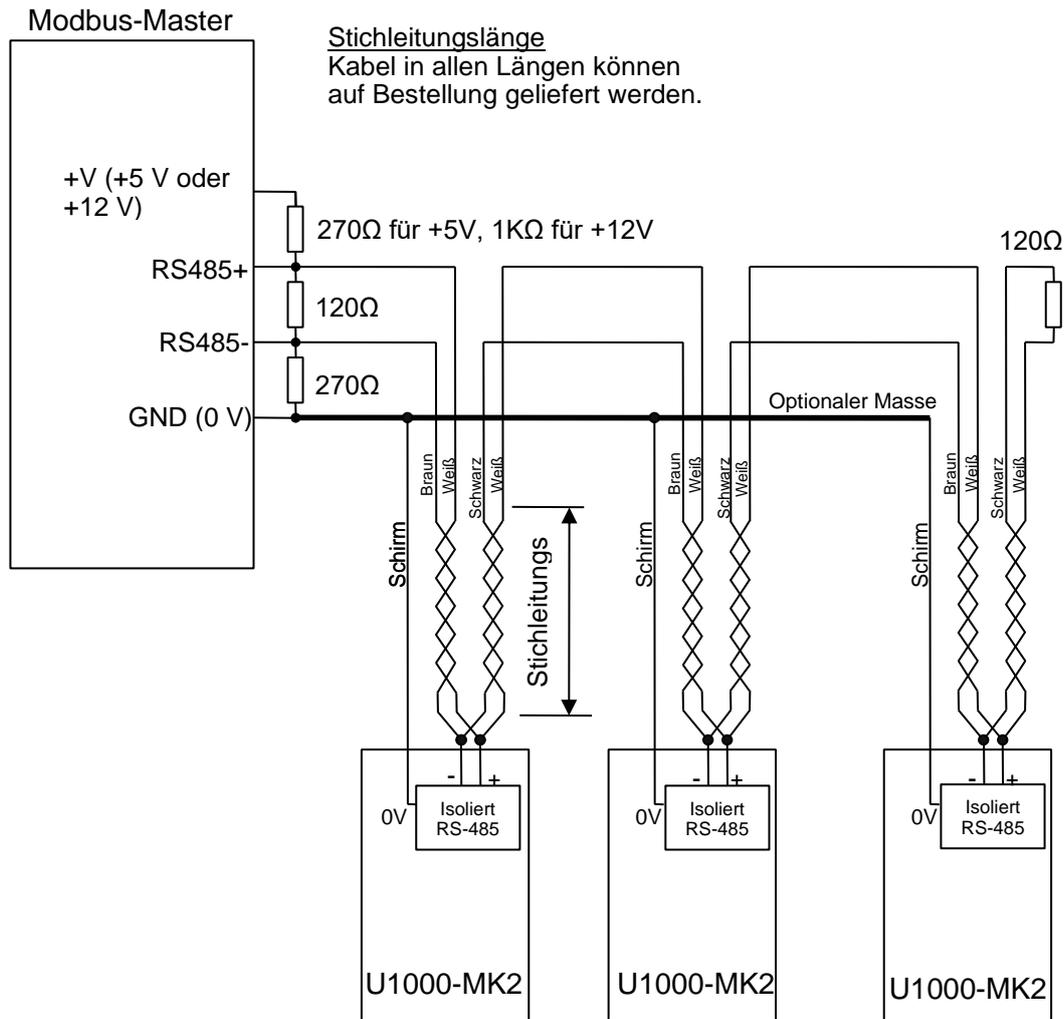 Modbus-Master
Stichleitungslänge
Kabel in allen Längen können
auf Bestellung geliefert werden.
+V (+5 V oder
+12 V)
270Ω für +5V, 1KΩ für +12V
120Ω
RS485+
120Ω
RS485-
270Ω
GND (0 V)
Optionaler Masse
Schirm
Braun
Weiß
Schwarz
Weiß
Stichleitungs
Schirm
Braun
Weiß
Schwarz
Weiß
Schirm
Braun
Weiß
Schwarz
Weiß
- +
0V
Isoliert
RS-485
- +
0V
Isoliert
RS-485
- +
0V
Isoliert
RS-485
U1000-MK2
U1000-MK2
U1000-MK2